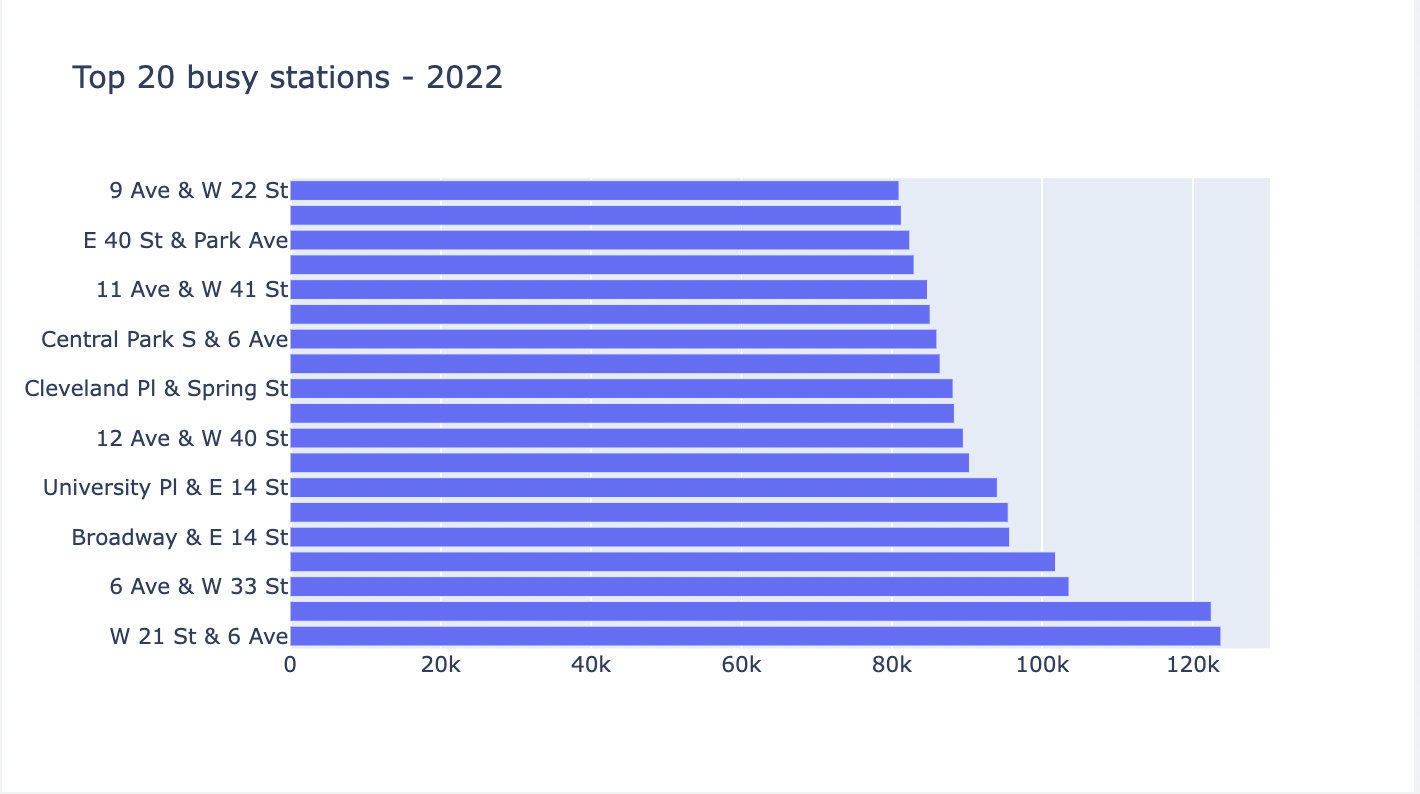 Top 20 busy stations - 2022
9 Ave & W 22 St
E 40 St & Park Ave
11 Ave & W 41 St
Central Park S & 6 Ave
Cleveland Pl & Spring St
12 Ave & W 40 St
University Pl & E 14 St
Broadway & E 14 St
6 Ave & W 33 St
W 21 St & 6 Ave
0 20k 40k 60k 80k 100k 120k